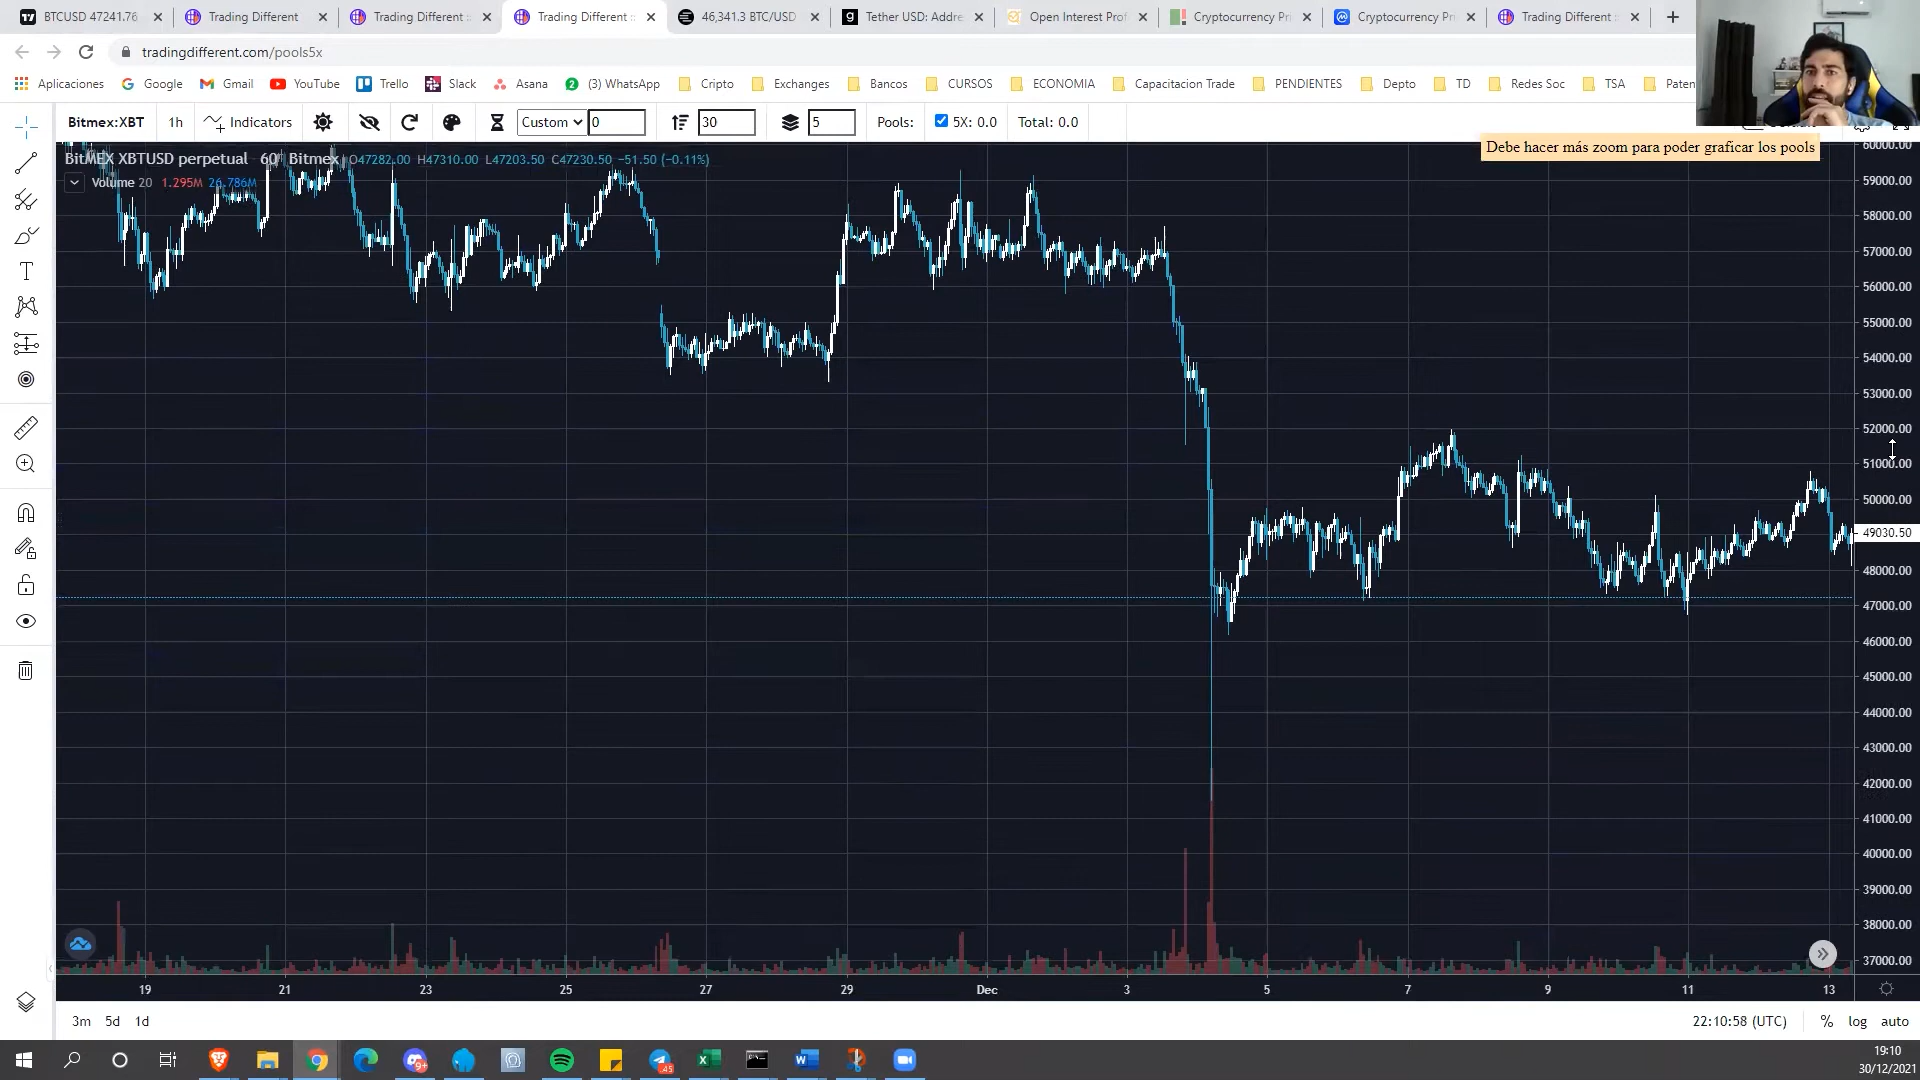 BTCUSD 47241.76
Trading Different
Trading Different :
Trading Different :
46,341.3 BTC/USD
Tether USD: Addre
Open Interest Prof
Cryptocurrency Pri
Cryptocurrency Pri
Trading Different :
tradingdifferent.com/pools5x
Aplicaciones
Google
Gmail
YouTube
Trello
Slack
Asana
(3) WhatsApp
Cripto
Exchanges
Bancos
CURSOS
ECONOMIA
Capacitacion Trade
PENDIENTES
Depto
TD
Redes Soc
TSA
Paten
Bitmex:XBT
1h
Indicators
Custom
0
30
5
Pools:
5X: 0.0
Total: 0.0
Debe hacer más zoom para poder graficar los pools
BitMEX XBTUSD perpetual 60 Bitmex O47282.00 H47310.00 L47203.50 C47230.50 −51.50 (−0.11%)
Volume 20 1.295M 26.786M
60000.00
59000.00
58000.00
57000.00
56000.00
55000.00
54000.00
53000.00
52000.00
51000.00
50000.00
49030.50
48000.00
47000.00
46000.00
45000.00
44000.00
43000.00
42000.00
41000.00
40000.00
39000.00
38000.00
37000.00
19
21
23
25
27
29
Dec
3
5
7
9
11
13
3m
5d
1d
22:10:58 (UTC)
%
log
auto
19:10
30/12/2021